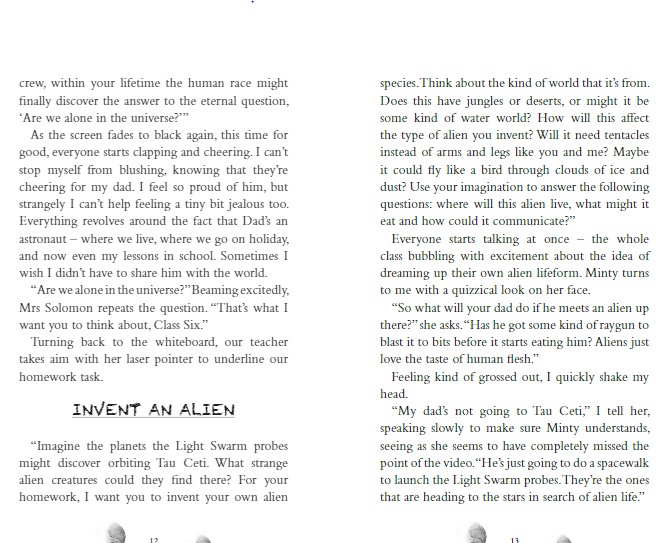 crew, within your lifetime the human race might
finally discover the answer to the eternal question,
‘Are we alone in the universe?’”
As the screen fades to black again, this time for
good, everyone starts clapping and cheering. I can’t
stop myself from blushing, knowing that they’re
cheering for my dad. I feel so proud of him, but
strangely I can’t help feeling a tiny bit jealous too.
Everything revolves around the fact that Dad’s an
astronaut – where we live, where we go on holiday,
and now even my lessons in school. Sometimes I
wish I didn’t have to share him with the world.
“Are we alone in the universe?” Beaming excitedly,
Mrs Solomon repeats the question. “That’s what I
want you to think about, Class Six.”
Turning back to the whiteboard, our teacher
takes aim with her laser pointer to underline our
homework task.
INVENT AN ALIEN
“Imagine the planets the Light Swarm probes
might discover orbiting Tau Ceti. What strange
alien creatures could they find there? For your
homework, I want you to invent your own alien
12
species. Think about the kind of world that it’s from.
Does this have jungles or deserts, or might it be
some kind of water world? How will this affect
the type of alien you invent? Will it need tentacles
instead of arms and legs like you and me? Maybe
it could fly like a bird through clouds of ice and
dust? Use your imagination to answer the following
questions: where will this alien live, what might it
eat and how could it communicate?”
Everyone starts talking at once – the whole
class bubbling with excitement about the idea of
dreaming up their own alien lifeform. Minty turns
to me with a quizzical look on her face.
“So what will your dad do if he meets an alien up
there?” she asks. “Has he got some kind of raygun to
blast it to bits before it starts eating him? Aliens just
love the taste of human flesh.”
Feeling kind of grossed out, I quickly shake my
head.
“My dad’s not going to Tau Ceti,” I tell her,
speaking slowly to make sure Minty understands,
seeing as she seems to have completely missed the
point of the video. “He’s just going to do a spacewalk
to launch the Light Swarm probes. They’re the ones
that are heading to the stars in search of alien life.”
13